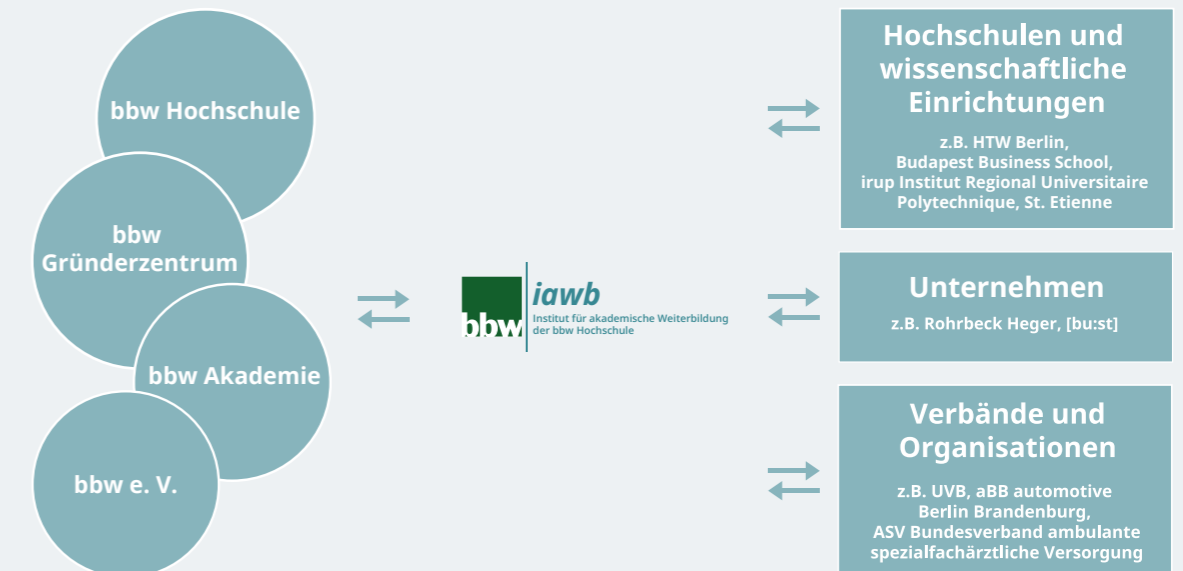 bbw Hochschule
bbw
Gründerzentrum
bbw Akademie
bbw e. V.
bbw
iawb
Institut für akademische Weiterbildung
der bbw Hochschule
Hochschulen und
wissenschaftliche
Einrichtungen
z.B. HTW Berlin,
Budapest Business School,
irup Institut Regional Universitaire
Polytechnique, St. Etienne
Unternehmen
z.B. Rohrbeck Heger, [bu:st]
Verbände und
Organisationen
z.B. UVB, aBB automotive
Berlin Brandenburg,
ASV Bundesverband ambulante
spezialfachärztliche Versorgung